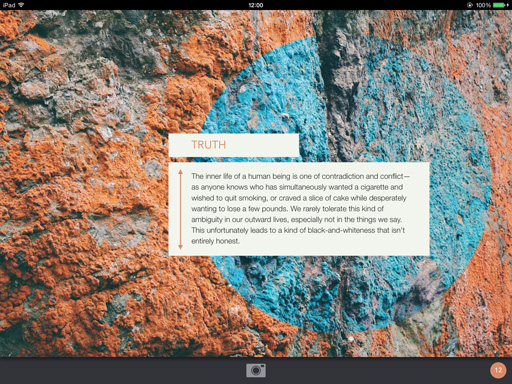 iPad
12:00
100%
TRUTH
The inner life of a human being is one of contradiction and conflict—
as anyone knows who has simultaneously wanted a cigarette and
wished to quit smoking, or craved a slice of cake while desperately
wanting to lose a few pounds. We rarely tolerate this kind of
ambiguity in our outward lives, especially not in the things we say.
This unfortunately leads to a kind of black-and-whiteness that isn't
entirely honest.
12